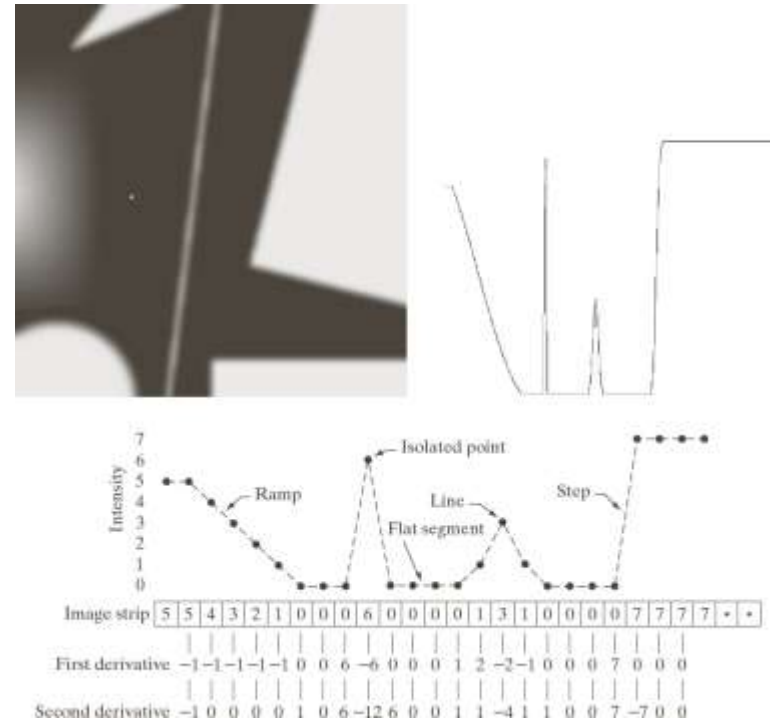 Intensity
7
6
5
4
3
2
1
0
Isolated point
Ramp
Line
Step
Flat segment
Image strip 5 5 4 3 2 1 0 0 0 6 0 0 0 0 1 3 1 0 0 0 0 7 7 7 7 • •
First derivative −1 −1 −1 −1 −1 0 0 6 −6 0 0 0 1 2 −2 −1 0 0 0 7 0 0 0
Second derivative −1 0 0 0 0 1 0 6 −12 6 0 0 1 1 −4 1 1 0 0 7 −7 0 0